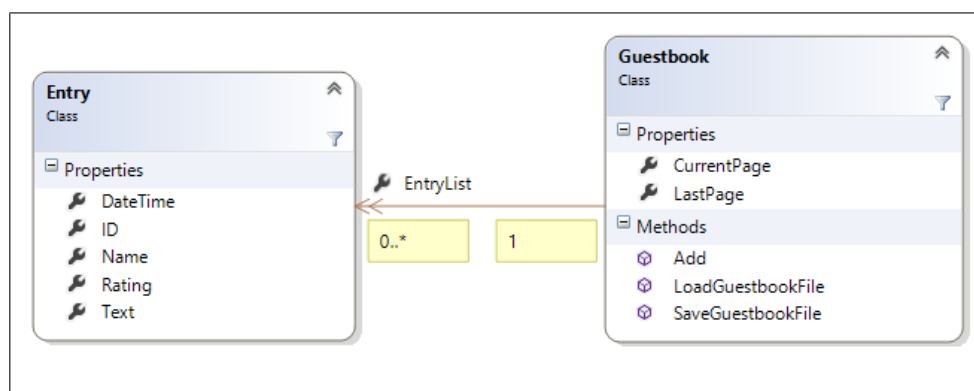 Entry
Class
Properties
DateTime
ID
Name
Rating
Text
EntryList
0..*
1
Guestbook
Class
Properties
CurrentPage
LastPage
Methods
Add
LoadGuestbookFile
SaveGuestbookFile